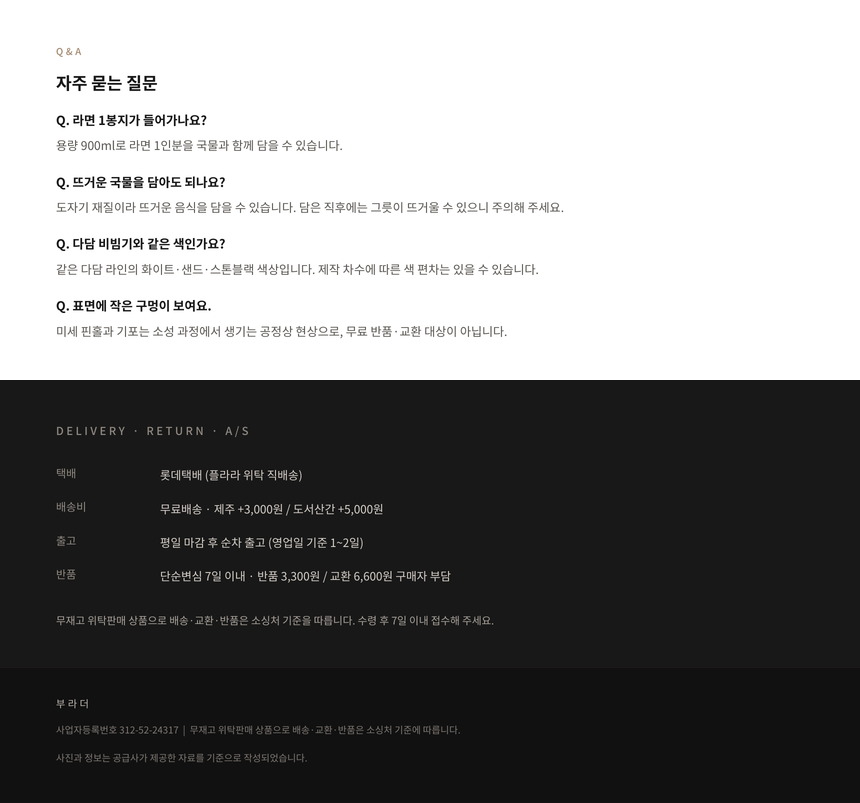 Q & A
자주 묻는 질문
Q. 라면 1봉지가 들어가나요?
용량 900ml로 라면 1인분을 국물과 함께 담을 수 있습니다.
Q. 뜨거운 국물을 담아도 되나요?
도자기 재질이라 뜨거운 음식을 담을 수 있습니다. 담은 직후에는 그릇이 뜨거울 수 있으니 주의해 주세요.
Q. 다담 비빔기와 같은 색인가요?
같은 다담 라인의 화이트·샌드·스톤블랙 색상입니다. 제작 차수에 따른 색 편차는 있을 수 있습니다.
Q. 표면에 작은 구멍이 보여요.
미세 핀홀과 기포는 소성 과정에서 생기는 공정상 현상으로, 무료 반품·교환 대상이 아닙니다.
DELIVERY · RETURN · A/S
택배 롯데택배 (플라라 위탁 직배송)
배송비 무료배송 · 제주 +3,000원 / 도서산간 +5,000원
출고 평일 마감 후 순차 출고 (영업일 기준 1~2일)
반품 단순변심 7일 이내 · 반품 3,300원 / 교환 6,600원 구매자 부담
무재고 위탁판매 상품으로 배송·교환·반품은 소싱처 기준을 따릅니다. 수령 후 7일 이내 접수해 주세요.
부라더
사업자등록번호 312-52-24317 | 무재고 위탁판매 상품으로 배송·교환·반품은 소싱처 기준에 따릅니다.
사진과 정보는 공급사가 제공한 자료를 기준으로 작성되었습니다.